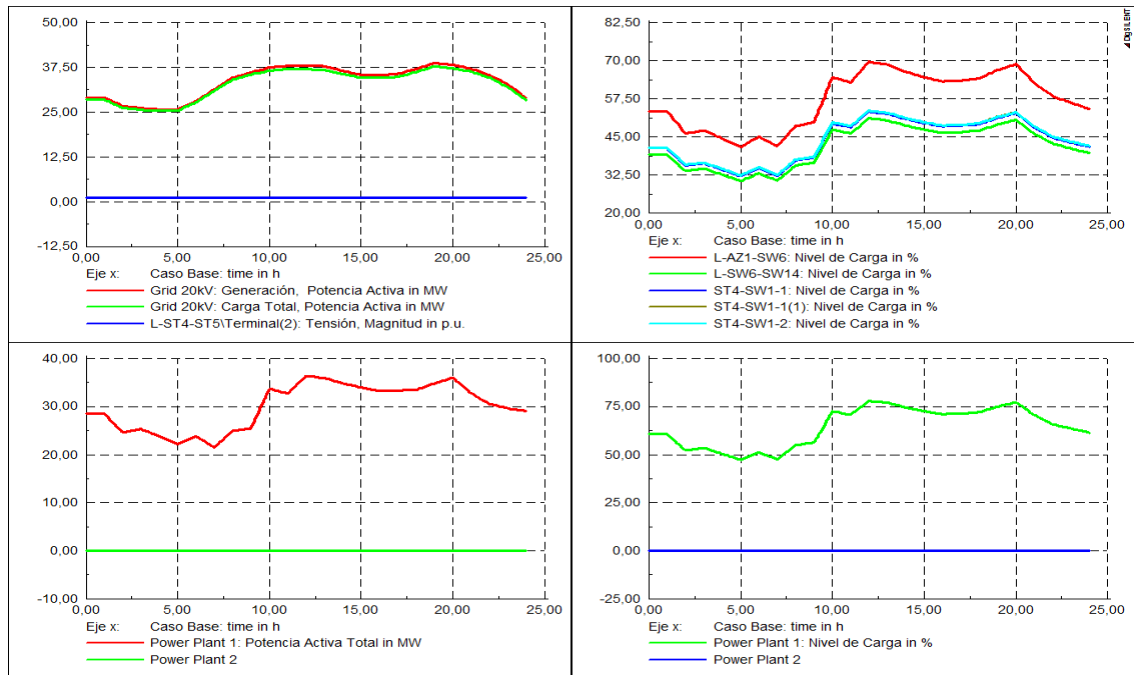 50,00
37,50
25,00
12,50
0,00
-12,50
0,00 5,00 10,00 15,00 20,00 25,00
Eje x: Caso Base: time in h
Grid 20kV: Generación, Potencia Activa in MW
Grid 20kV: Carga Total, Potencia Activa in MW
L-ST4-ST5\Terminal(2): Tensión, Magnitud in p.u.
82,50
70,00
57,50
45,00
32,50
20,00
0,00 5,00 10,00 15,00 20,00 25,00
Eje x: Caso Base: time in h
L-AZ1-SW6: Nivel de Carga in %
L-SW6-SW14: Nivel de Carga in %
ST4-SW1-1: Nivel de Carga in %
ST4-SW1-1(1): Nivel de Carga in %
ST4-SW1-2: Nivel de Carga in %
DIgSILENT
40,00
30,00
20,00
10,00
0,00
-10,00
0,00 5,00 10,00 15,00 20,00 25,00
Eje x: Caso Base: time in h
Power Plant 1: Potencia Activa Total in MW
Power Plant 2
100,00
75,00
50,00
25,00
0,00
-25,00
0,00 5,00 10,00 15,00 20,00 25,00
Eje x: Caso Base: time in h
Power Plant 1: Nivel de Carga in %
Power Plant 2